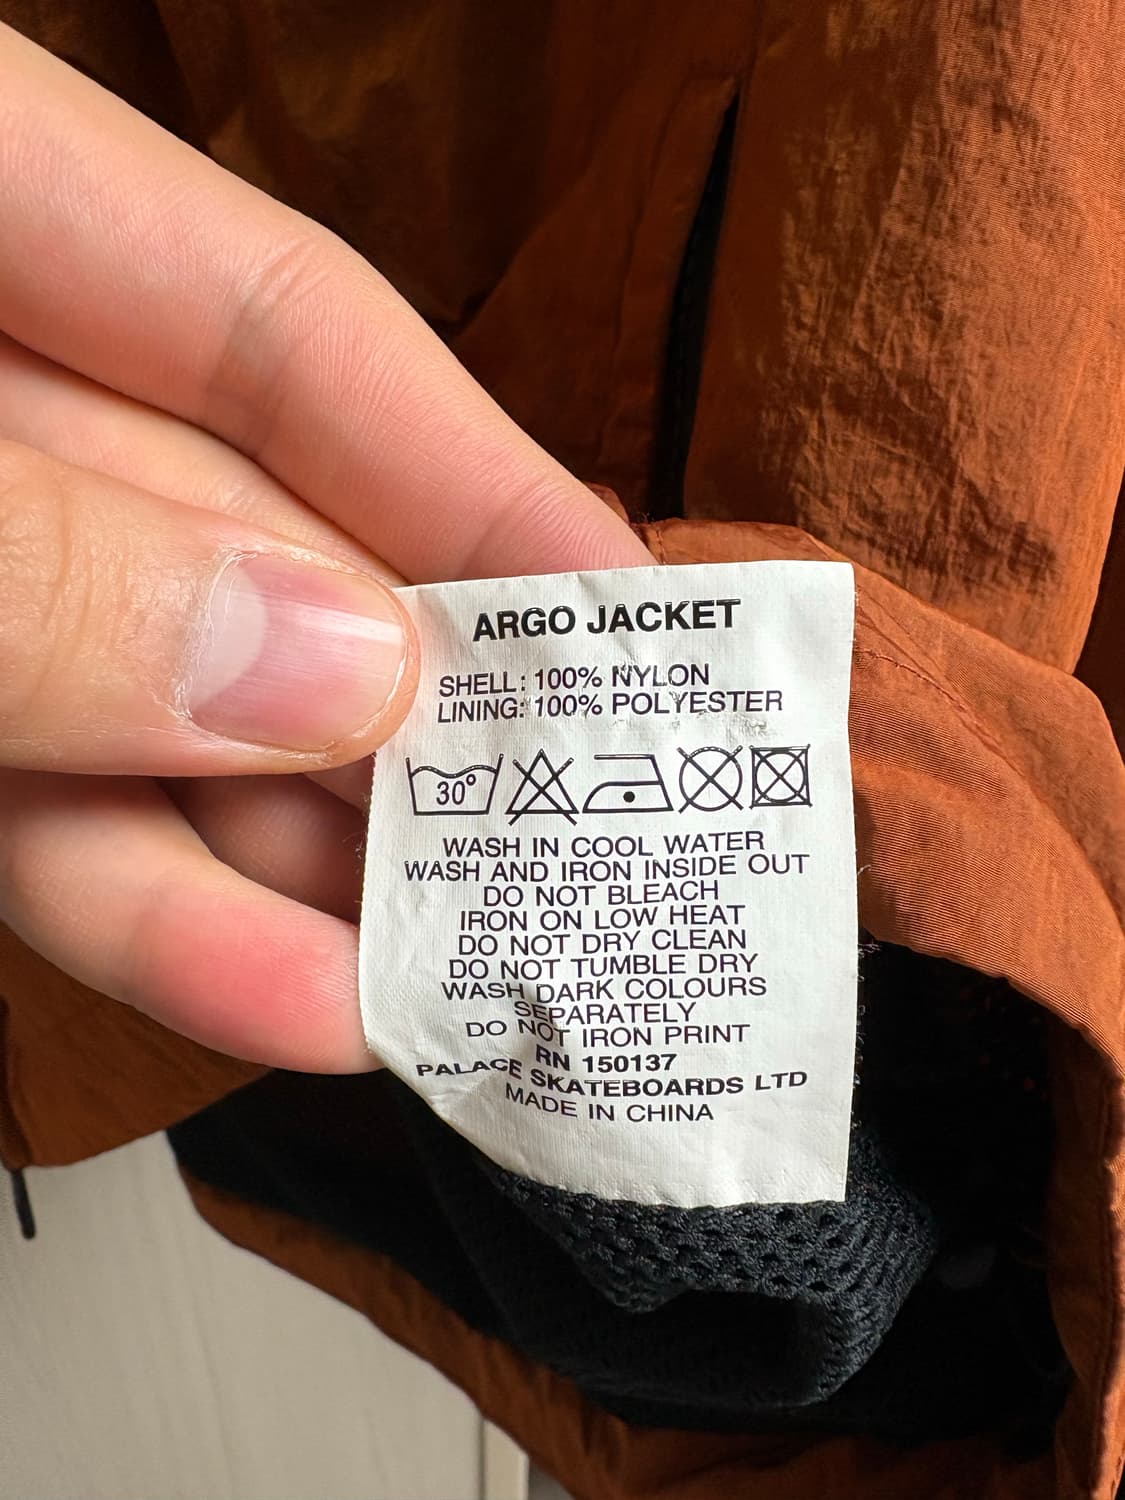 ARGO JACKET
SHELL: 100% NYLON
LINING: 100% POLYESTER
30°
WASH IN COOL WATER
WASH AND IRON INSIDE OUT
DO NOT BLEACH
IRON ON LOW HEAT
DO NOT DRY CLEAN
DO NOT TUMBLE DRY
WASH DARK COLOURS
SEPARATELY
DO NOT IRON PRINT
RN 150137
PALACE SKATEBOARDS LTD
MADE IN CHINA